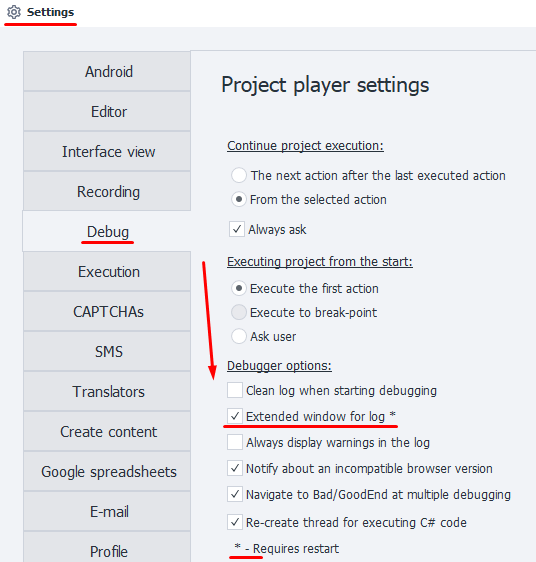 Settings
Android
Editor
Interface view
Recording
Debug
Execution
CAPTCHAs
SMS
Translators
Create content
Google spreadsheets
E-mail
Profile
Project player settings
Continue project execution:
The next action after the last executed action
From the selected action
Always ask
Executing project from the start:
Execute the first action
Execute to break-point
Ask user
Debugger options:
Clean log when starting debugging
Extended window for log *
Always display warnings in the log
Notify about an incompatible browser version
Navigate to Bad/GoodEnd at multiple debugging
Re-create thread for executing C# code
* - Requires restart